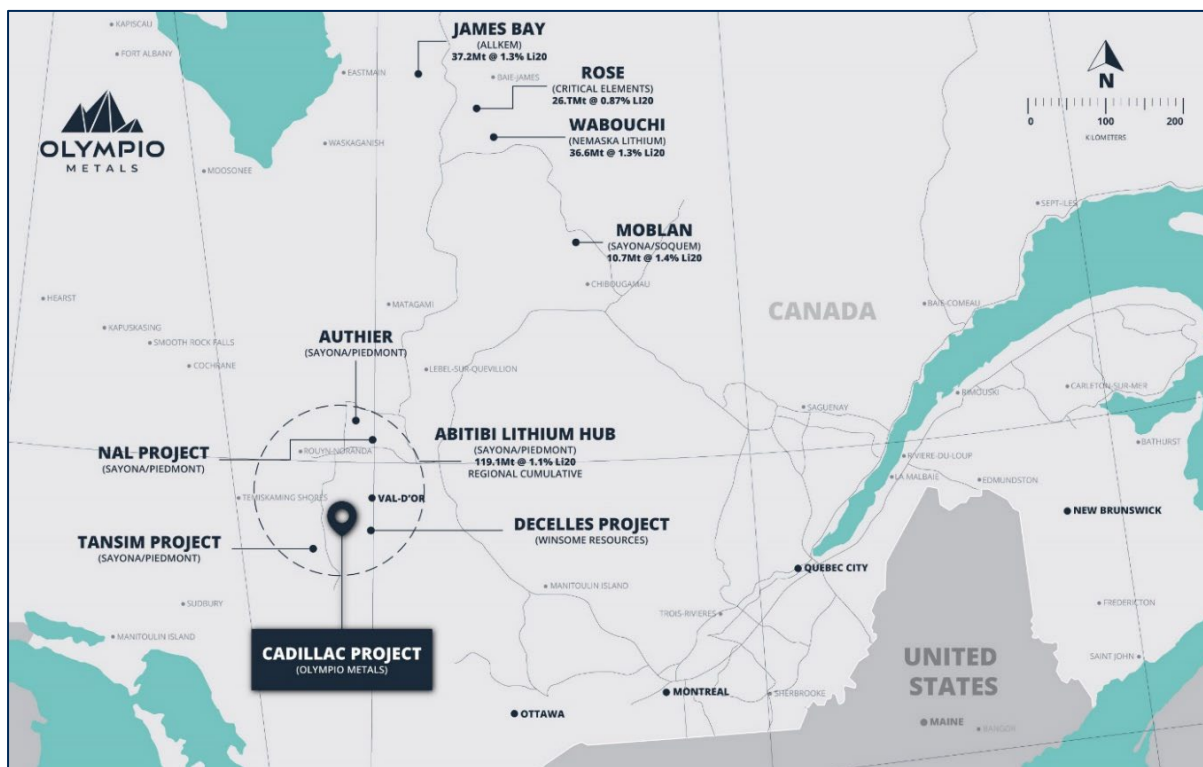 KAPISCAU
FORT ALBANY
EASTMAIN
JAMES BAY
(ALLKEM)
37.2Mt @ 1.3% Li20
BAIE-JAMES
ROSE
(CRITICAL ELEMENTS)
26.TMt @ 0.87% LI20
WABOUCHI
(NEMASKA LITHIUM)
36.6Mt @ 1.3% Li20
N
0 100 200
KILOMETERS
OLYMPIO
METALS
WASKAGANISH
MOOSONEE
SEPT-ILES
MOBLAN
(SAYONA/SOQUEM)
10.7Mt @ 1.4% Li20
CHIBOUGAMAU
HEARST
MATAGAMI
CANADA
BAIE-COMEAU
KAPUSKASING
SMOOTH ROCK FALLS
COCHRANE
AUTHIER
(SAYONA/PIEDMONT)
LEBEL-SUR-QUEVILLION
SAGUENAY
RIMOUSKI
CARLETON-SUR-MER
NAL PROJECT
(SAYONA/PIEDMONT)
ROUYN-NORANDA
ABITIBI LITHIUM HUB
(SAYONA/PIEDMONT)
119.1Mt @ 1.1% Li20
REGIONAL CUMULATIVE
BATHURST
RIVIERE-DU-LOUP
LA MALBAIE
EDMUNDSTON
TEMISKAMING SHORES
VAL-D'OR
NEW BRUNSWICK
TANSIM PROJECT
(SAYONA/PIEDMONT)
DECELLES PROJECT
(WINSOME RESOURCES)
QUEBEC CITY
MANITOULIN ISLAND
SUDBURY
TROIS-RIVIERES
FREDERICTON
MANITOULIN ISLAND
CADILLAC PROJECT
(OLYMPIO METALS)
UNITED
STATES
SAINT JOHN
MONTREAL
SHERBROOKE
OTTAWA
MAINE
BANGOR